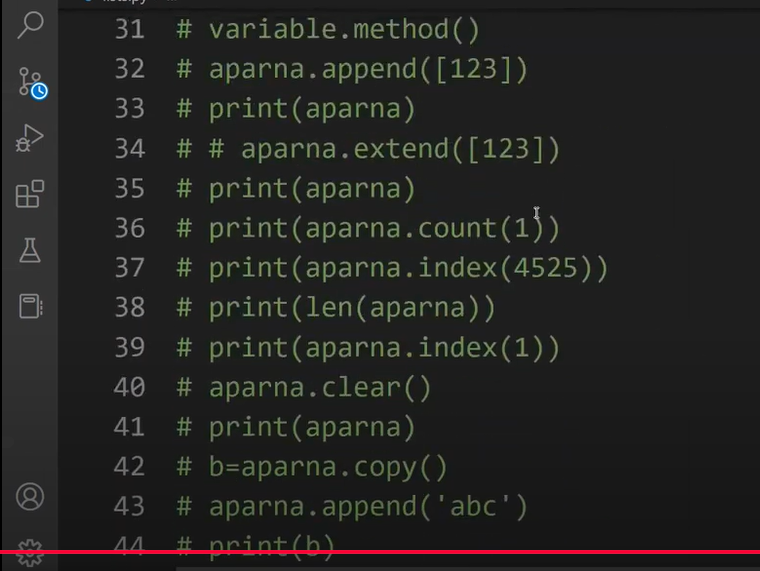 31 # variable.method()
32 # aparna.append([123])
33 # print(aparna)
34 # # aparna.extend([123])
35 # print(aparna)
36 # print(aparna.count(1))
37 # print(aparna.index(4525))
38 # print(len(aparna))
39 # print(aparna.index(1))
40 # aparna.clear()
41 # print(aparna)
42 # b=aparna.copy()
43 # aparna.append('abc')
44 # print(b)